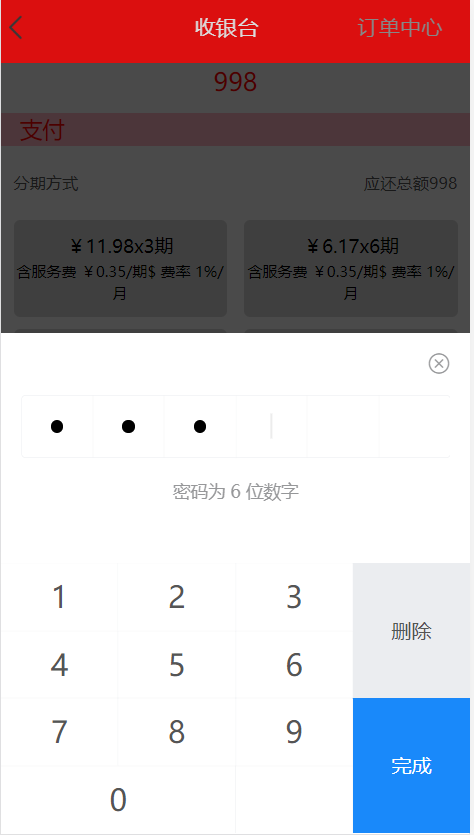 收银台 订单中心
998
支付
分期方式 应还总额998
￥11.98x3期 ￥6.17x6期
含服务费 ￥0.35/期$ 费率 1%/ 含服务费 ￥0.35/期$ 费率 1%/
月 月
密码为 6 位数字
1 2 3
删除
4 5 6
7 8 9
完成
0